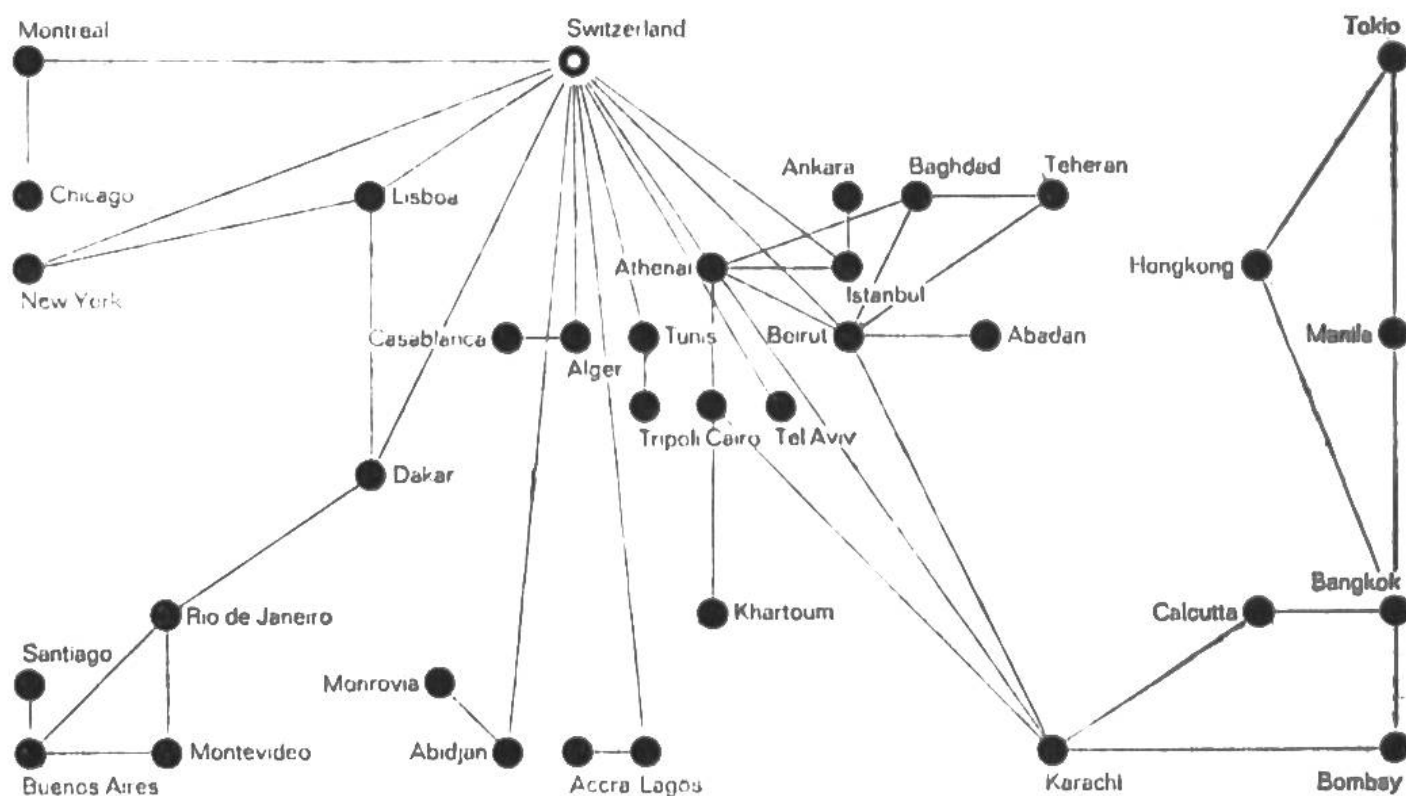 Montreal
Switzerland
Tokio
Ankara
Baghdad
Teheran
Chicago
Lisboa
Athenai
Hongkong
New York
Istanbul
Casablanca
Tunis
Beirut
Abadan
Manila
Alger
Tripoli
Cairo
Tel Aviv
Dakar
Bangkok
Rio de Janeiro
Khartoum
Calcutta
Santiago
Monrovia
Montevideo
Abidjan
Buenos Aires
Accra
Lagos
Karachi
Bombay